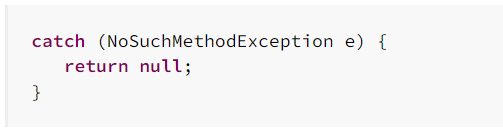 catch (NoSuchMethodException e) {
return null;
}